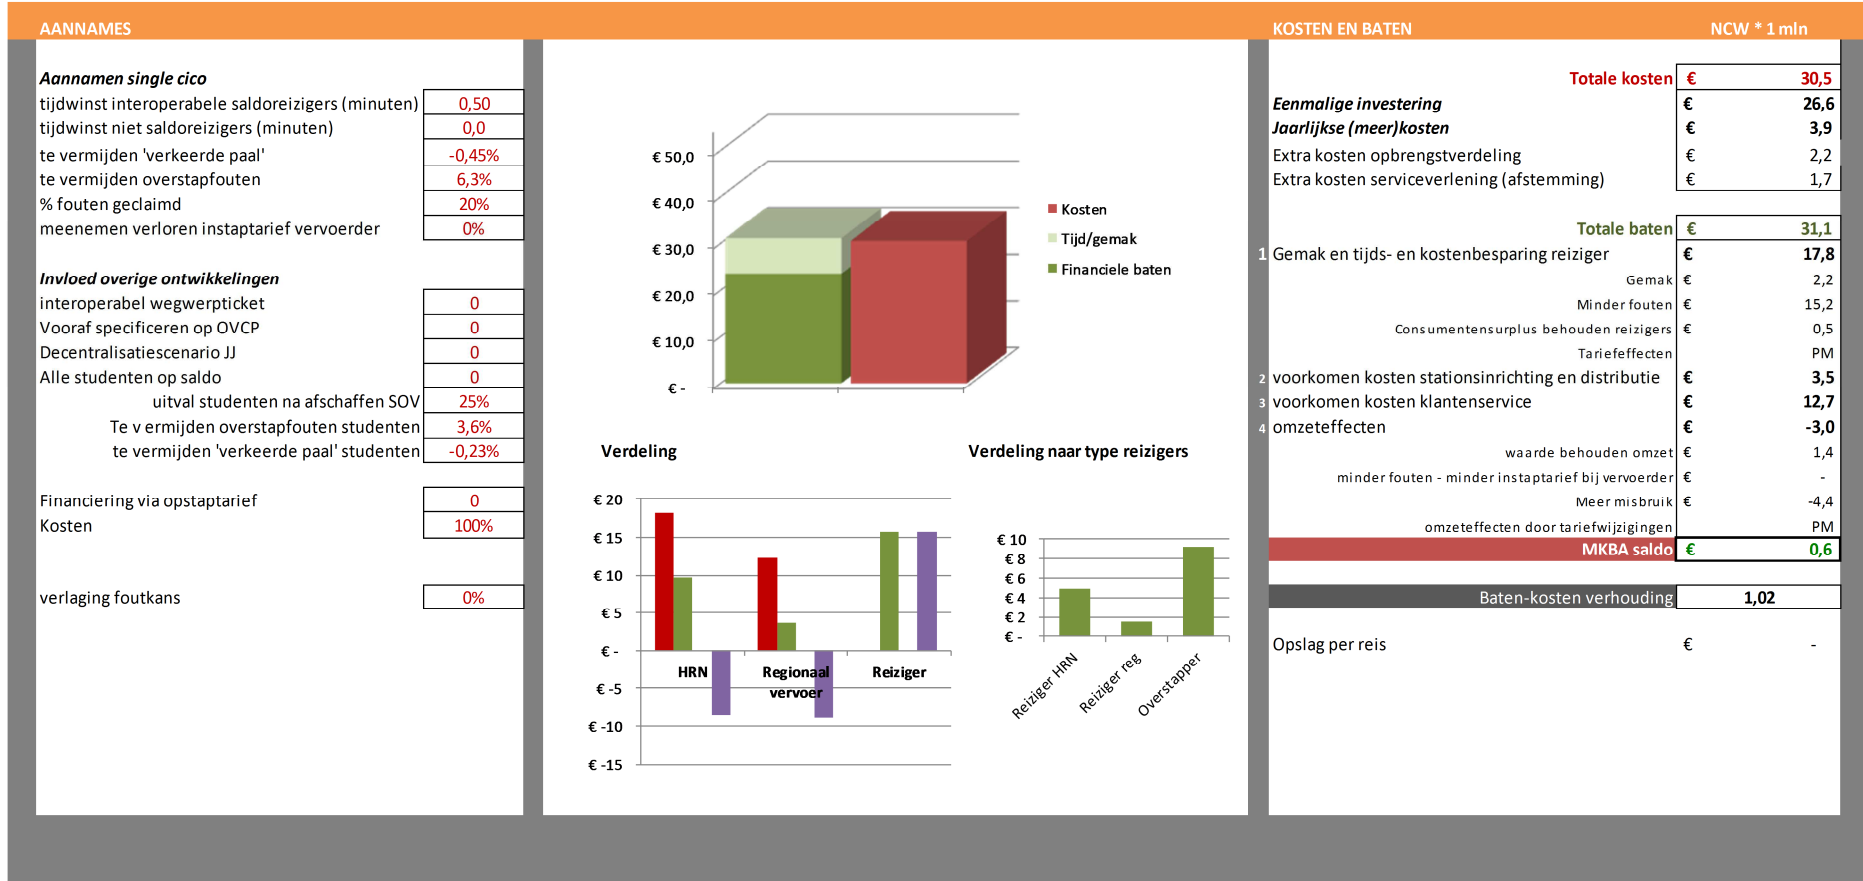 AANNAMES
Aannamen single cico
tijdwinst interoperabele saldoreizigers (minuten) 0,50
tijdwinst niet saldoreizigers (minuten) 0,0
te vermijden 'verkeerde paal' -0,45%
te vermijden overstapfouten 6,3%
% fouten geclaimd 20%
meenemen verloren instaptarief vervoerder 0%
Invloed overige ontwikkelingen
interoperabel wegwerpticket 0
Vooraf specificeren op OVCP 0
Decentralisatiescenario JJ 0
Alle studenten op saldo 0
uitval studenten na afschaffen SOV 25%
Te v ermijden overstapfouten studenten 3,6%
te vermijden 'verkeerde paal' studenten -0,23%
Financiering via opstaptarief 0
Kosten 100%
verlaging foutkans 0%
€ 50,0
€ 40,0
€ 30,0
€ 20,0
€ 10,0
€ -
Kosten
Tijd/gemak
Financiele baten
Verdeling
€ 20
€ 15
€ 10
€ 5
€ -
€ -5
€ -10
€ -15
HRN
Regionaal
vervoer
Reiziger
Verdeling naar type reizigers
€ 10
€ 8
€ 6
€ 4
€ 2
€ -
Reiziger HRN
Reiziger reg
Overstapper
KOSTEN EN BATEN NCW * 1 mln
Totale kosten € 30,5
Eenmalige investering € 26,6
Jaarlijkse (meer)kosten € 3,9
Extra kosten opbrengstverdeling € 2,2
Extra kosten serviceverlening (afstemming) € 1,7
Totale baten € 31,1
1 Gemak en tijds- en kostenbesparing reiziger € 17,8
Gemak € 2,2
Minder fouten € 15,2
Consumentensurplus behouden reizigers € 0,5
Tariefeffecten PM
2 voorkomen kosten stationsinrichting en distributie € 3,5
3 voorkomen kosten klantenservice € 12,7
4 omzeteffecten € -3,0
waarde behouden omzet € 1,4
minder fouten - minder instaptarief bij vervoerder € -
Meer misbruik € -4,4
omzeteffecten door tariefwijzigingen PM
MKBA saldo € 0,6
Baten-kosten verhouding 1,02
Opslag per reis € -